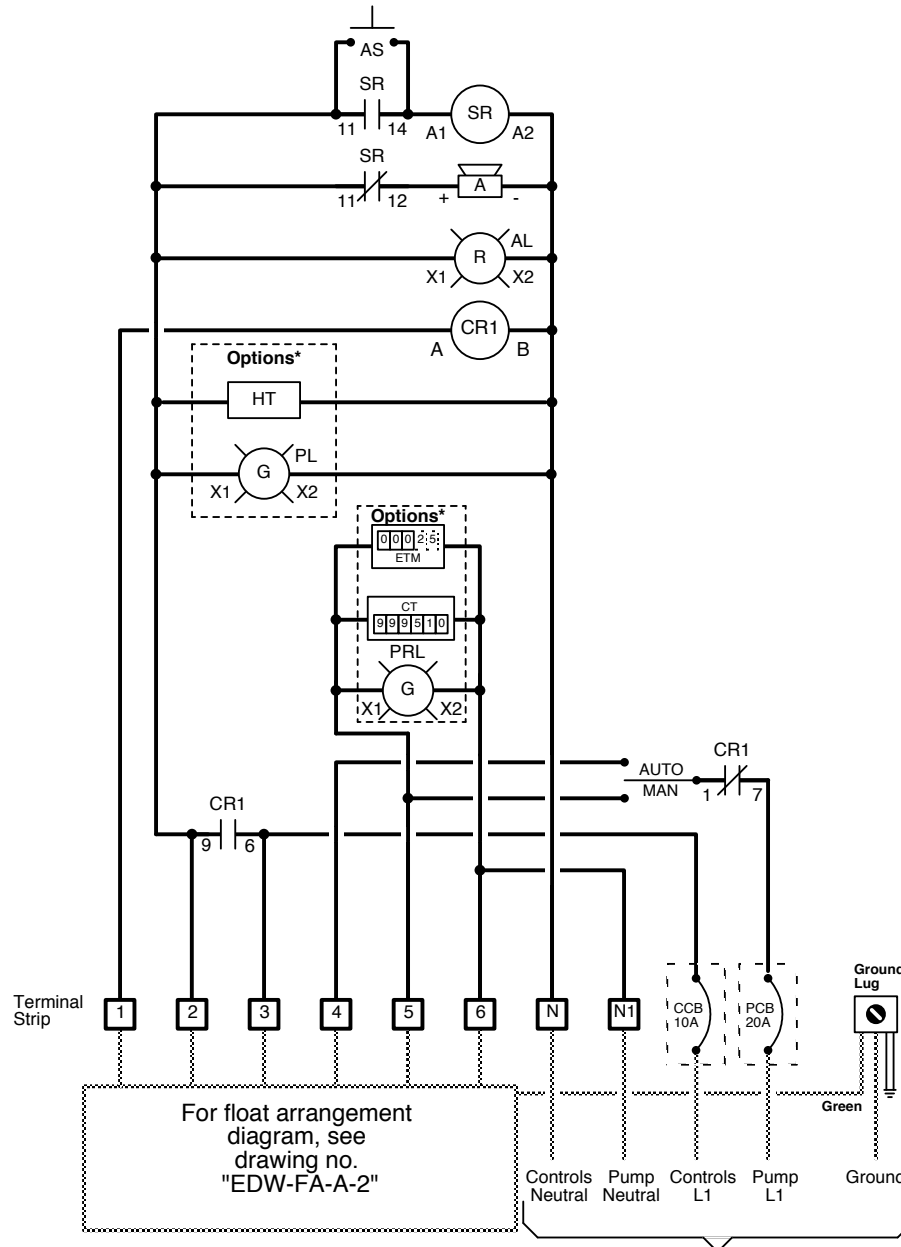 AS
SR
11 14
SR
A1 A2
SR
11 12
+ A -
R AL
X1 X2
CR1
A B
Options*
HT
G PL
X1 X2
Options*
0 0 0 2 5
ETM
CT
9 9 9 5 1 0
PRL
G
X1 X2
AUTO
MAN
CR1
1 7
CR1
9 6
Terminal
Strip
1 2 3 4 5 6 N N1
CCB
10A
PCB
20A
Ground
Lug
Green
For float arrangement
diagram, see
drawing no.
"EDW-FA-A-2"
Controls
Neutral
Pump
Neutral
Controls
L1
Pump
L1
Ground